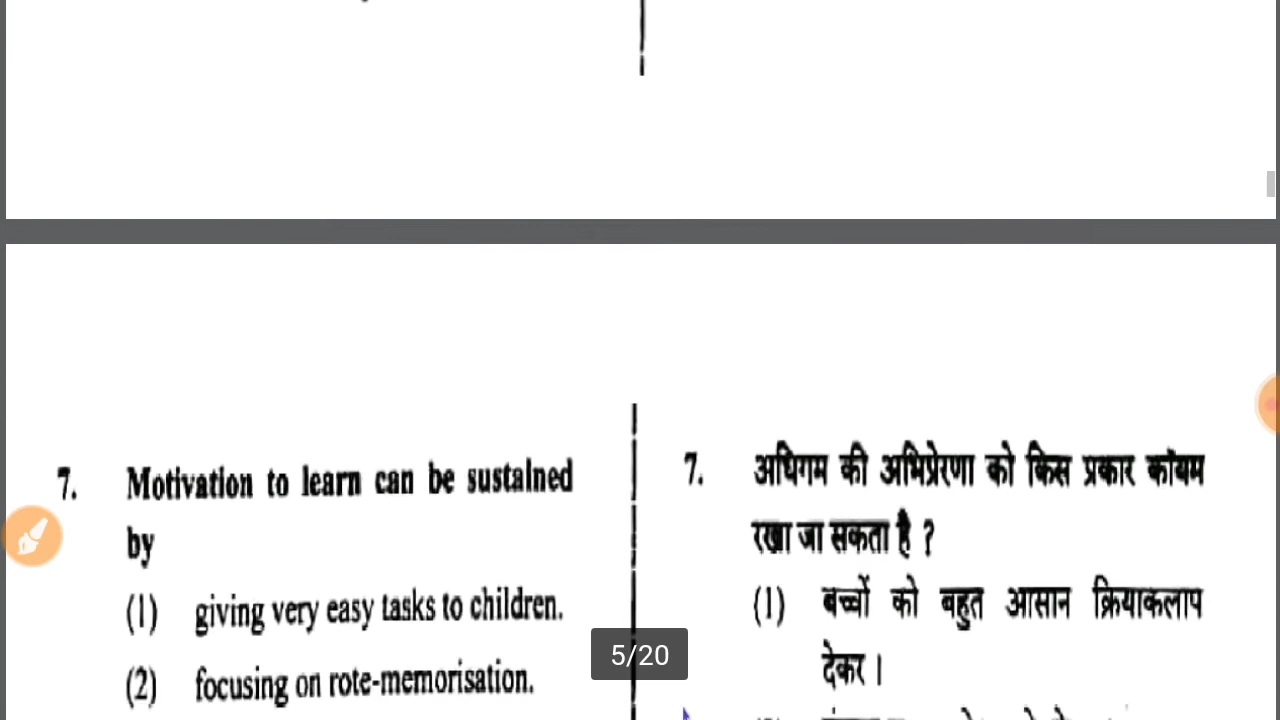 7. Motivation to learn can be sustained
by
(1) giving very easy tasks to children.
(2) focusing on rote-memorisation.
7. अधिगम की अभिप्रेरणा को किस प्रकार कायम
रखा जा सकता है ?
(1) बच्चों को बहुत आसान क्रियाकलाप
देकर ।
5/20